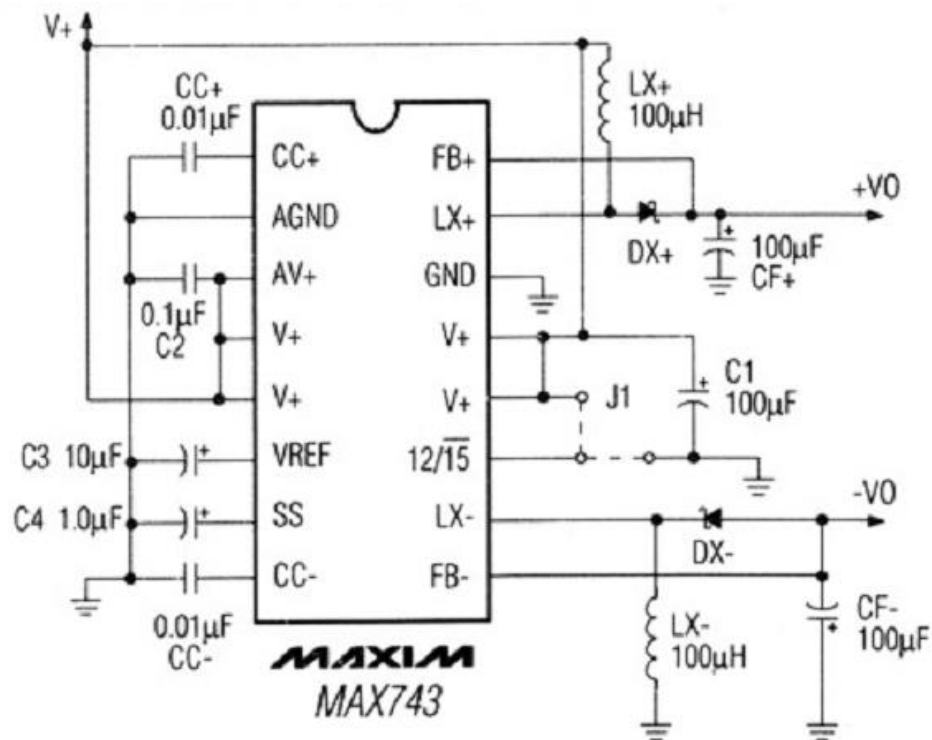 V+
CC+
0.01µF
LX+
100µH
CC+
FB+
+VO
AGND
LX+
DX+
100µF
CF+
AV+
GND
0.1µF
C2
V+
V+
V+
V+
J1
C1
100µF
C3 10µF
VREF
12/1̅5̅
C4 1.0µF
SS
LX-
-VO
DX-
CC-
FB-
0.01µF
CC-
LX-
100µH
CF-
100µF
MAXIM
MAX743